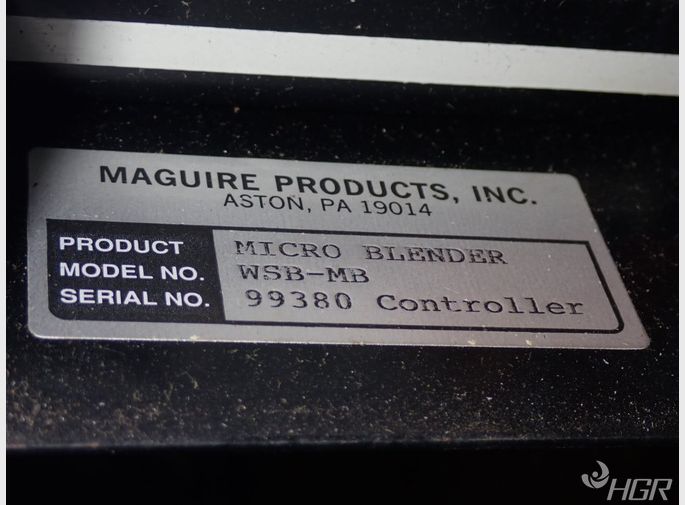 MAGUIRE PRODUCTS, INC.
ASTON, PA 19014
PRODUCT MICRO BLENDER
MODEL NO. WSB-MB
SERIAL NO. 99380 Controller
HGR